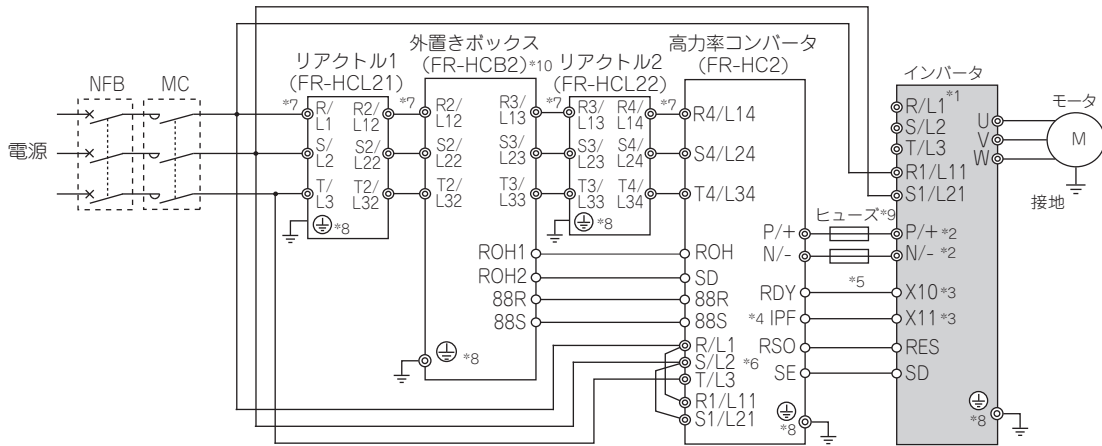 NFB
MC
電源
リアクトル1
(FR-HCL21)
*7
R/
L1
R2/
L12
S/
L2
S2/
L22
T/
L3
T2/
L32
*8
外置きボックス
(FR-HCB2)*10
*7
R2/
L12
R3/
L13
S2/
L22
S3/
L23
T2/
L32
T3/
L33
ROH1
ROH2
88R
88S
*8
リアクトル2
(FR-HCL22)
*7
R3/
L13
R4/
L14
S3/
L23
S4/
L24
T3/
L33
T4/
L34
*8
高力率コンバータ
(FR-HC2)
*7
R4/L14
S4/L24
T4/L34
P/+
N/-
ROH
SD
RDY
88R
88S
*4 IPF
R/L1
RSO
S/L2 *6
T/L3
SE
R1/L11
S1/L21
*8
ヒューズ*9
*5
インバータ
R/L1 *1
S/L2
T/L3
U
V
W
R1/L11
S1/L21
P/+ *2
N/- *2
X10 *3
X11 *3
RES
SD
*8
モータ
M
接地